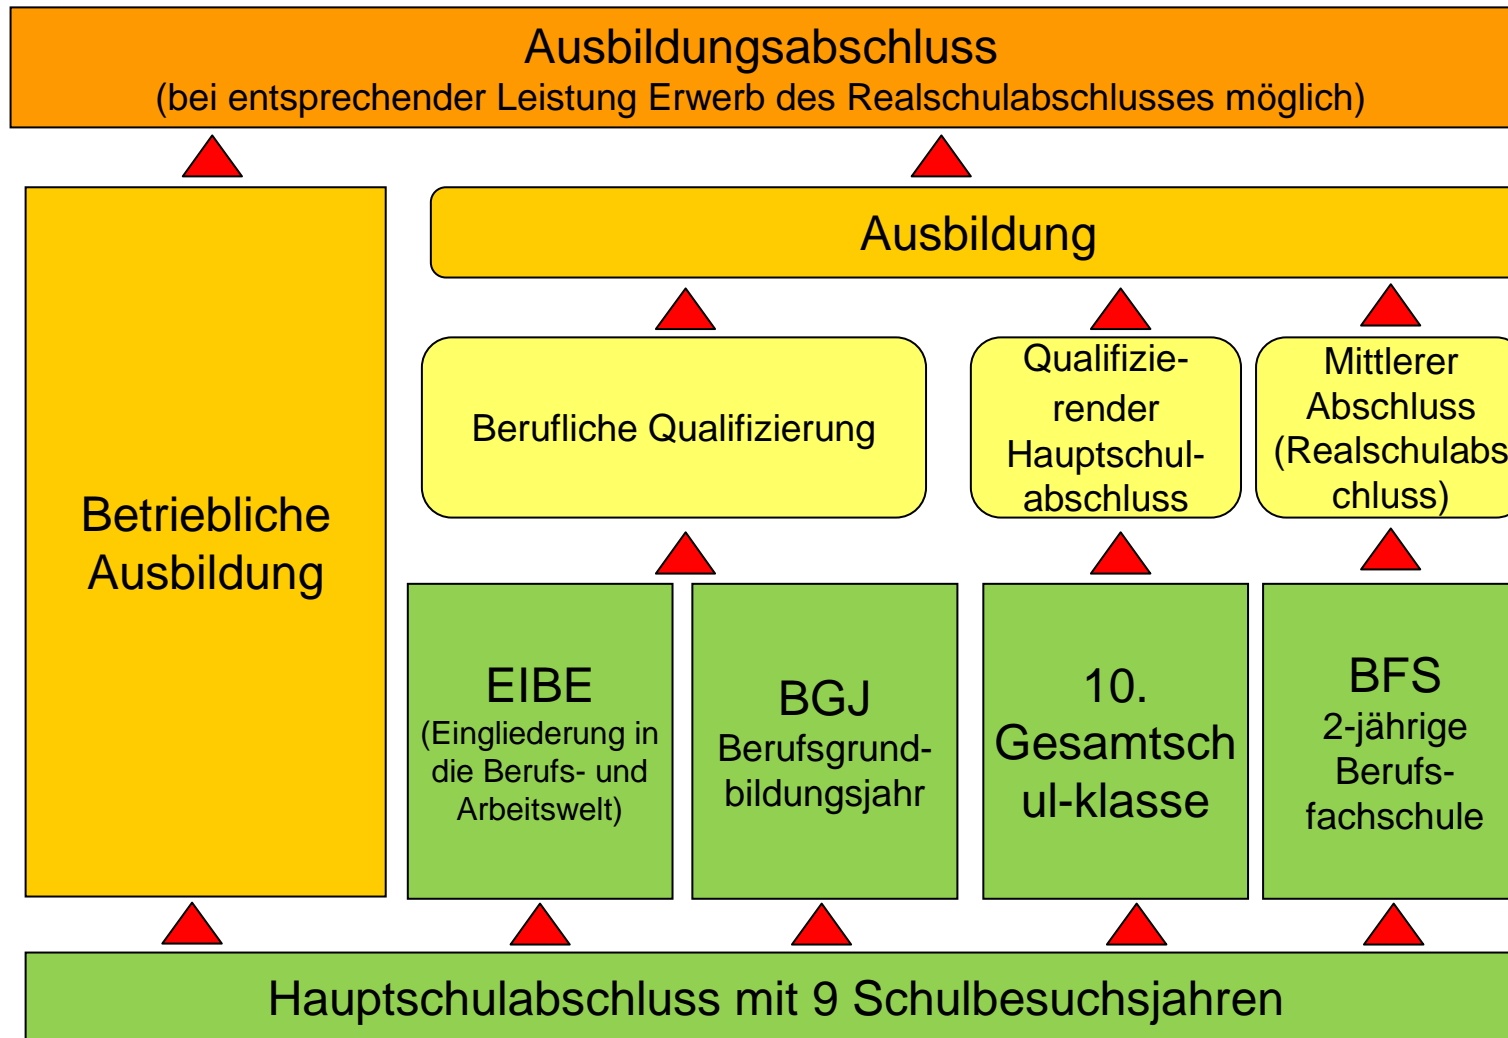 Ausbildungsabschluss
(bei entsprechender Leistung Erwerb des Realschulabschlusses möglich)
Ausbildung
Betriebliche
Ausbildung
Berufliche Qualifizierung
Qualifizie-
render
Hauptschul-
abschluss
Mittlerer
Abschluss
(Realschulabs
chluss)
EIBE
(Eingliederung in
die Berufs- und
Arbeitswelt)
BGJ
Berufsgrund-
bildungsjahr
10.
Gesamtsch
ul-klasse
BFS
2-jährige
Berufs-
fachschule
Hauptschulabschluss mit 9 Schulbesuchsjahren